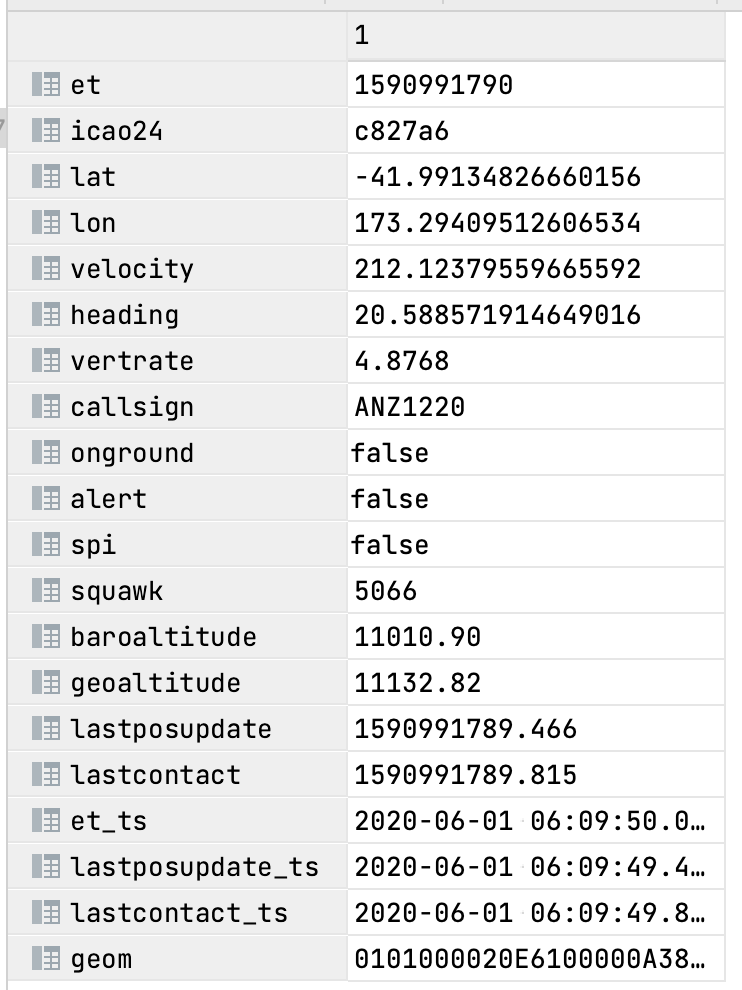 1
et 1590991790
icao24 c827a6
lat -41.99134826660156
lon 173.29409512606534
velocity 212.12379559665592
heading 20.588571914649016
vertrate 4.8768
callsign ANZ1220
onground false
alert false
spi false
squawk 5066
baroaltitude 11010.90
geoaltitude 11132.82
lastposupdate 1590991789.466
lastcontact 1590991789.815
et_ts 2020-06-01 06:09:50.0…
lastposupdate_ts 2020-06-01 06:09:49.4…
lastcontact_ts 2020-06-01 06:09:49.8…
geom 0101000020E6100000A38…